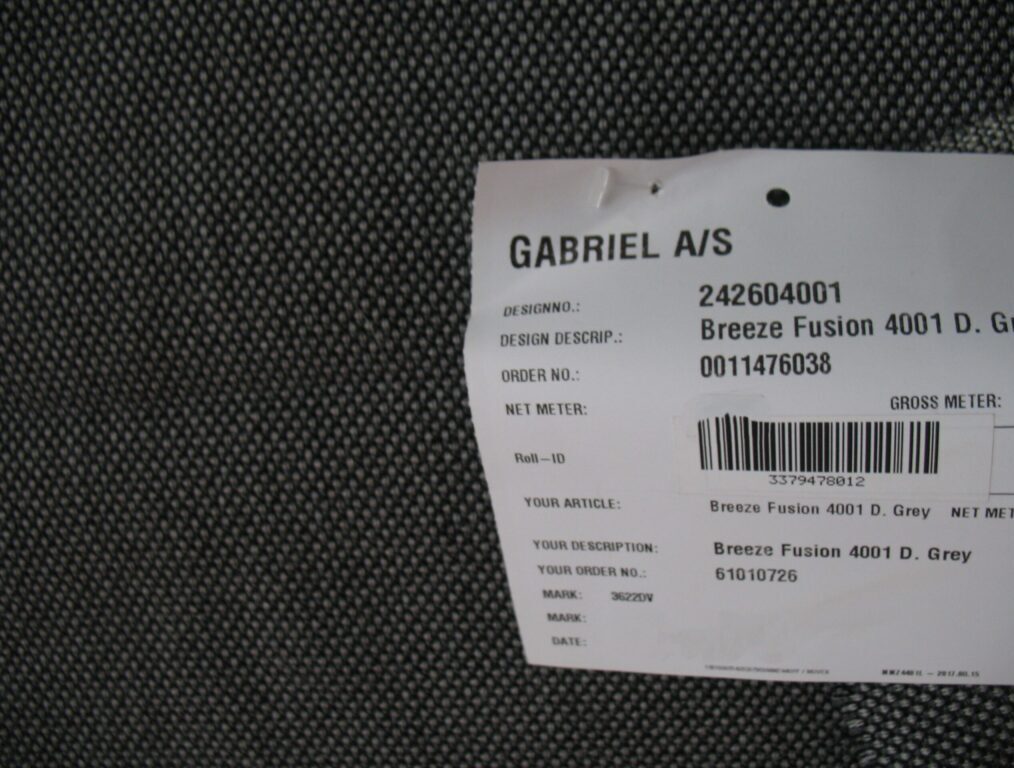 GABRIEL A/S
DESIGNNO.: 242604001
DESIGN DESCRIP.: Breeze Fusion 4001 D. Gr
ORDER NO.: 0011476038
NET METER: GROSS METER:
Roll-ID
3379478012
YOUR ARTICLE: Breeze Fusion 4001 D. Grey NET MET
YOUR DESCRIPTION: Breeze Fusion 4001 D. Grey
YOUR ORDER NO.: 61010726
MARK: 3622DV
MARK:
DATE: